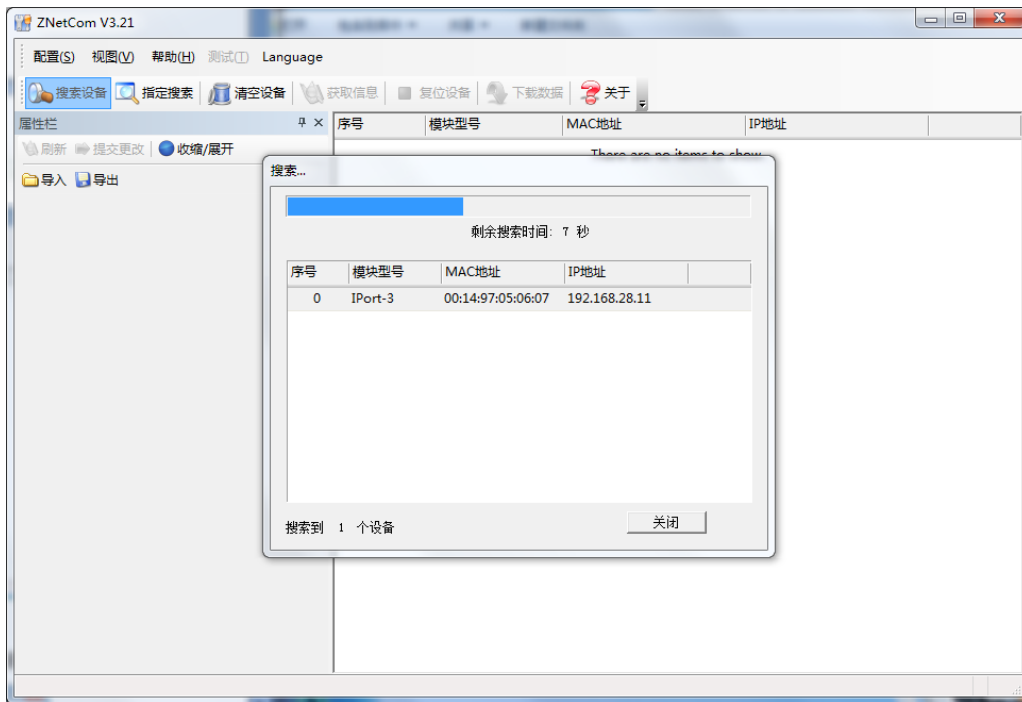 ZNetCom V3.21
配置(S) 视图(V) 帮助(H) 测试(T) Language
搜索设备 指定搜索 清空设备 获取信息 复位设备 下载数据 关于
属性栏 序号 模块型号 MAC地址 IP地址
刷新 提交更改 收缩/展开
There are no items to show
导入 导出
搜索...
剩余搜索时间: 7 秒
序号 模块型号 MAC地址 IP地址
0 IPort-3 00:14:97:05:06:07 192.168.28.11
搜索到 1 个设备
关闭